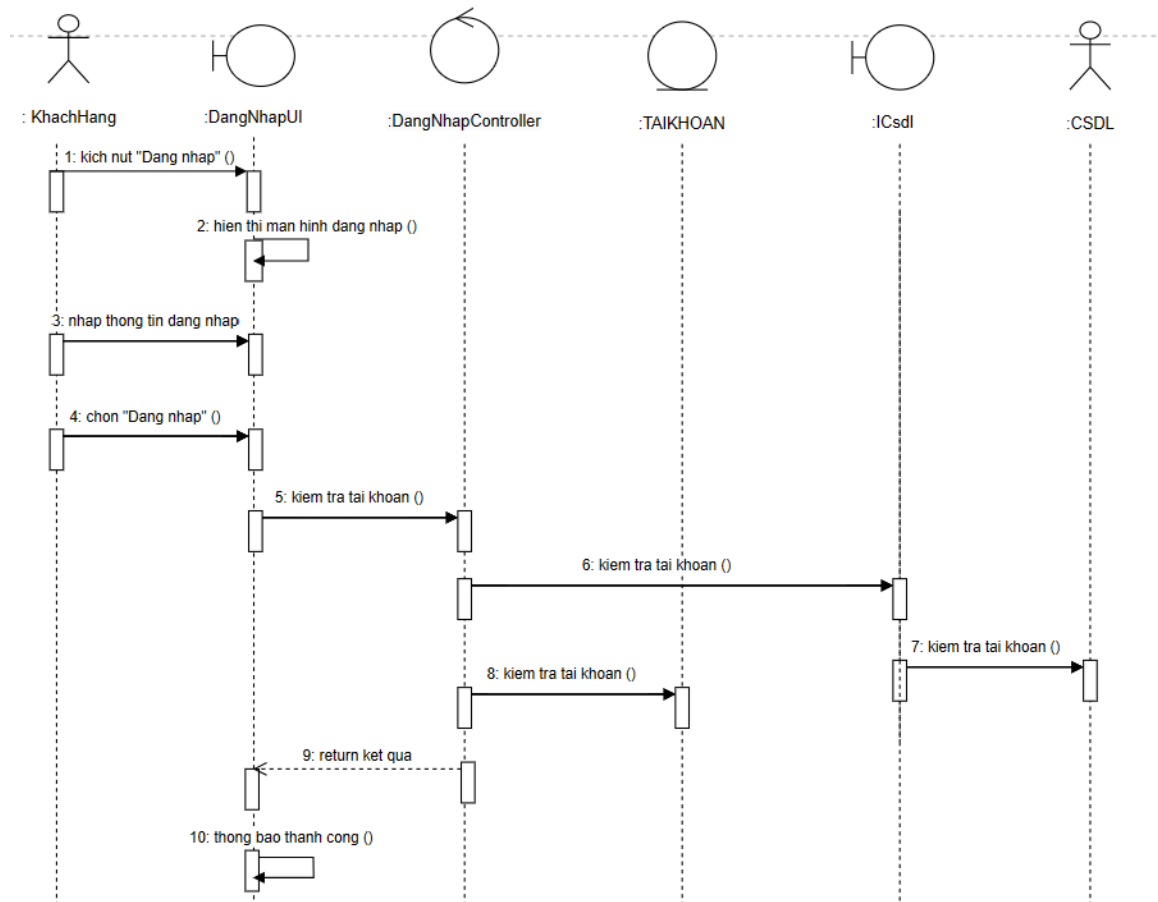 : KhachHang
:DangNhapUI
:DangNhapController
:TAIKHOAN
:ICsdl
:CSDL
1: kich nut "Dang nhap" ()
2: hien thi man hinh dang nhap ()
3: nhap thong tin dang nhap
4: chon "Dang nhap" ()
5: kiem tra tai khoan ()
6: kiem tra tai khoan ()
7: kiem tra tai khoan ()
8: kiem tra tai khoan ()
9: return ket qua
10: thong bao thanh cong ()